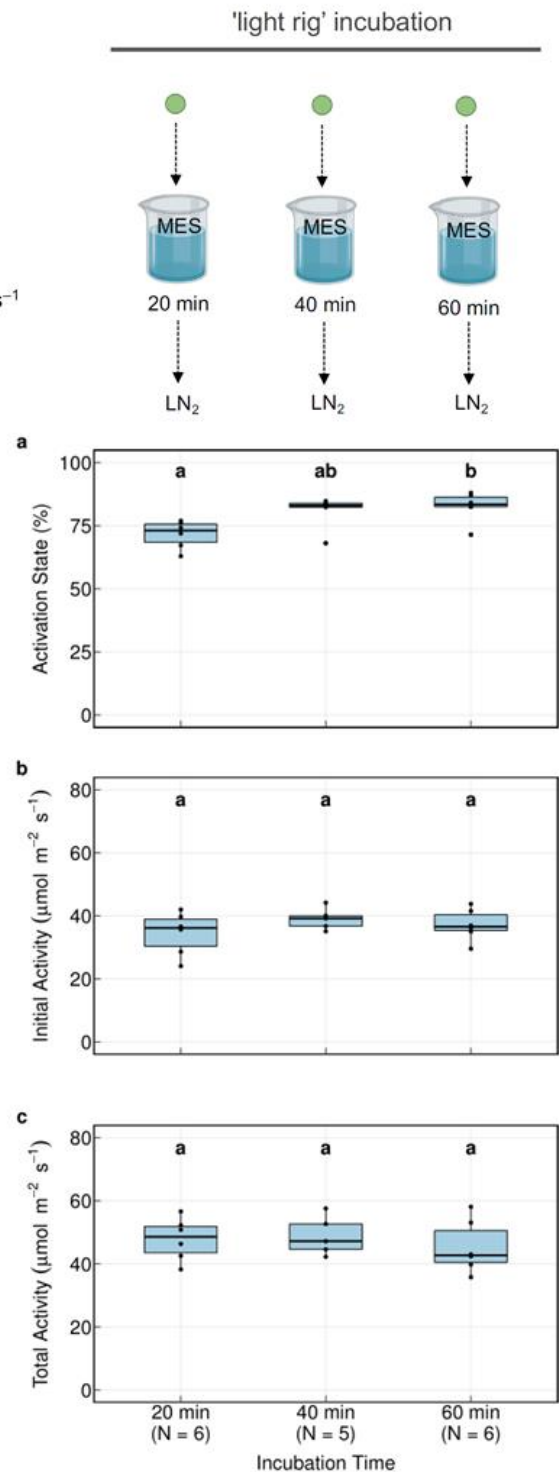 'light rig' incubation
MES MES MES
s⁻¹
20 min 40 min 60 min
LN₂ LN₂ LN₂
a
100
75
50
25
0
Activation State (%)
a ab b
b
80
60
40
20
0
Initial Activity (μmol m⁻² s⁻¹)
a a a
c
80
60
40
20
0
Total Activity (μmol m⁻² s⁻¹)
a a a
20 min 40 min 60 min
(N = 6) (N = 5) (N = 6)
Incubation Time